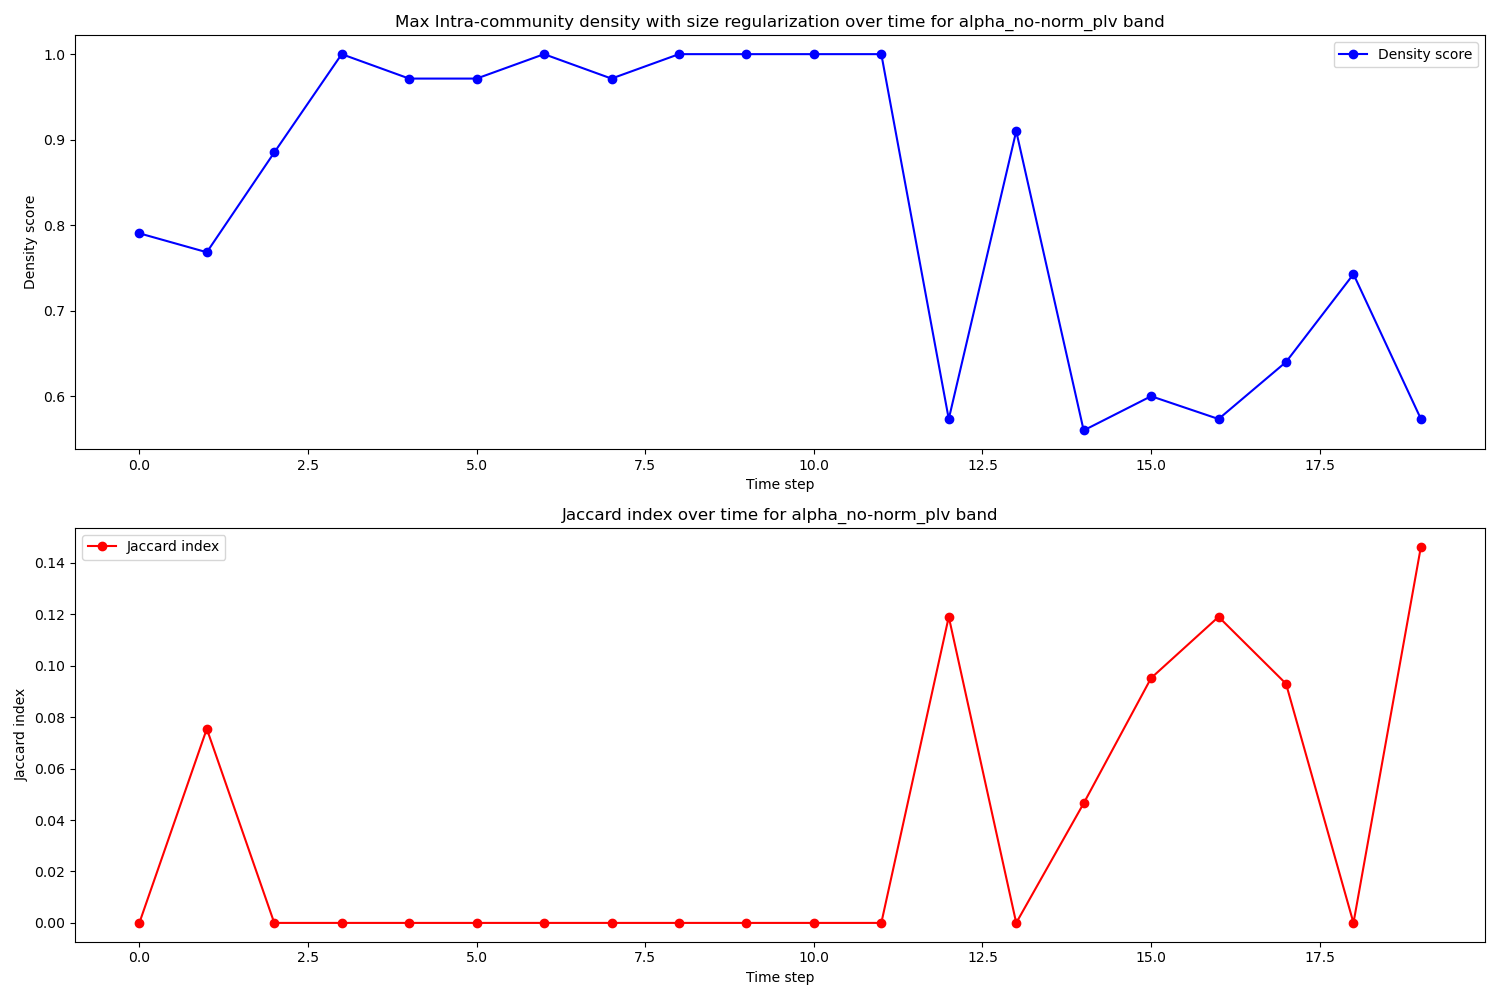 Max Intra-community density with size regularization over time for alpha_no-norm_plv band
Density score
1.0
0.9
0.8
0.7
0.6
Density score
0.0 2.5 5.0 7.5 10.0 12.5 15.0 17.5
Time step
Jaccard index over time for alpha_no-norm_plv band
Jaccard index
0.14
0.12
0.10
0.08
0.06
0.04
0.02
0.00
Jaccard index
0.0 2.5 5.0 7.5 10.0 12.5 15.0 17.5
Time step